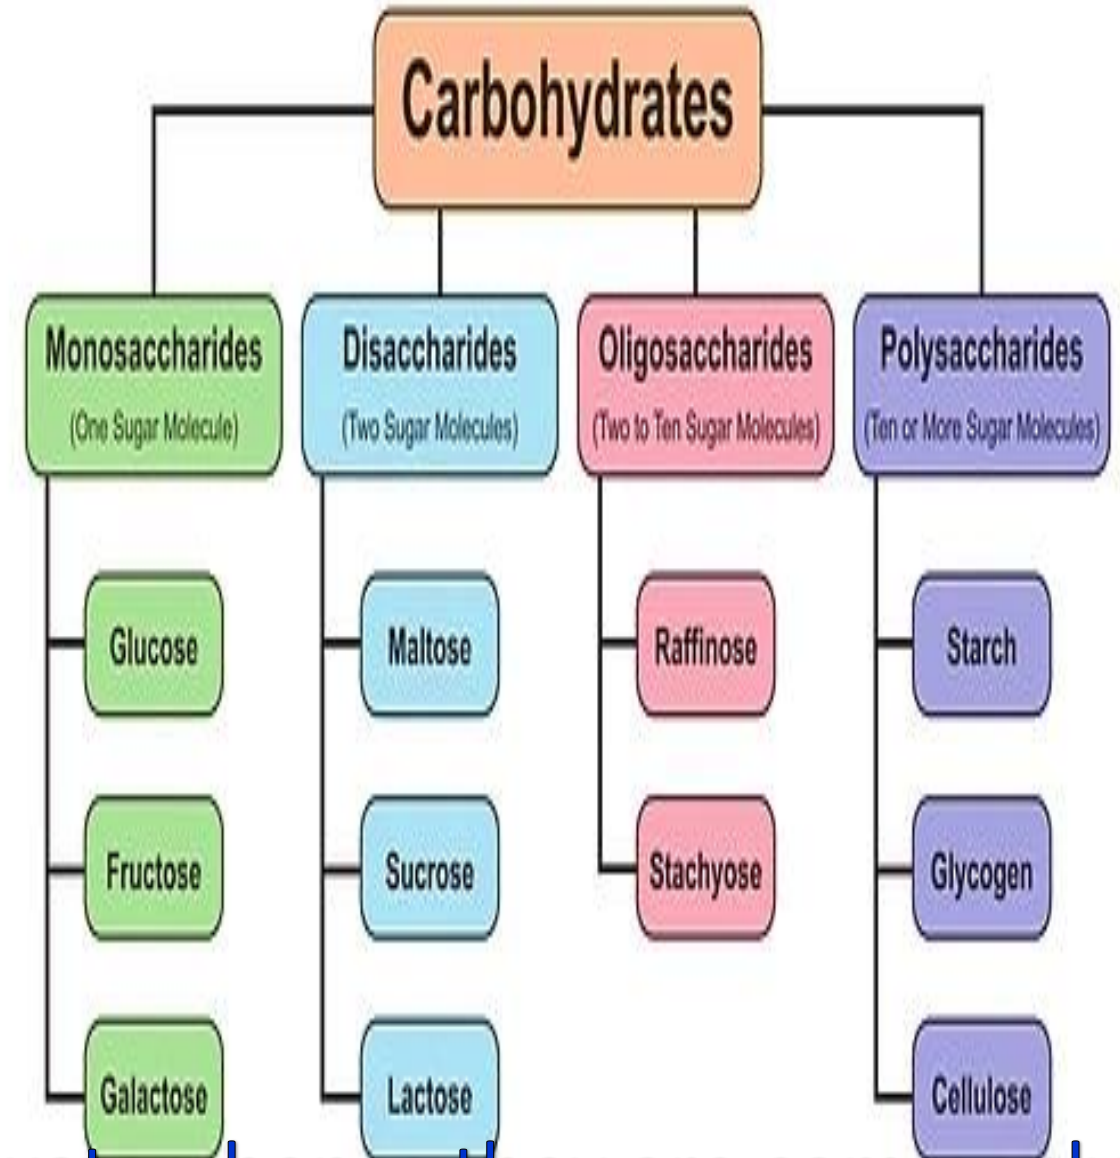 Carbohydrates
Monosaccharides
(One Sugar Molecule)
Disaccharides
(Two Sugar Molecules)
Oligosaccharides
(Two to Ten Sugar Molecules)
Polysaccharides
(Ten or More Sugar Molecules)
Glucose
Maltose
Raffinose
Starch
Fructose
Sucrose
Stachyose
Glycogen
Galactose
Lactose
Cellulose